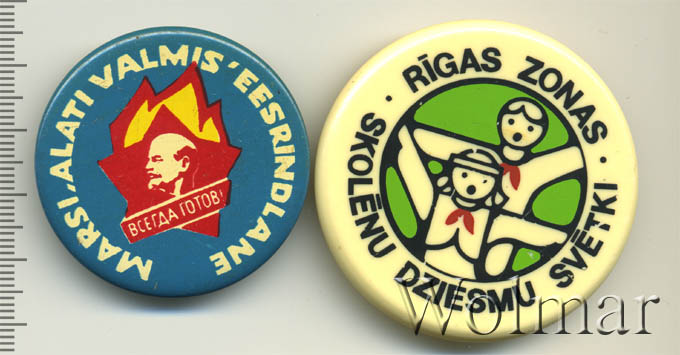 MARSI „ALATI VALMIS" EESRINDLANE
ВСЕГДА ГОТОВ!
RĪGAS ZONAS
SKOLĒNU DZIESMU SVĒTKI
Wolmar